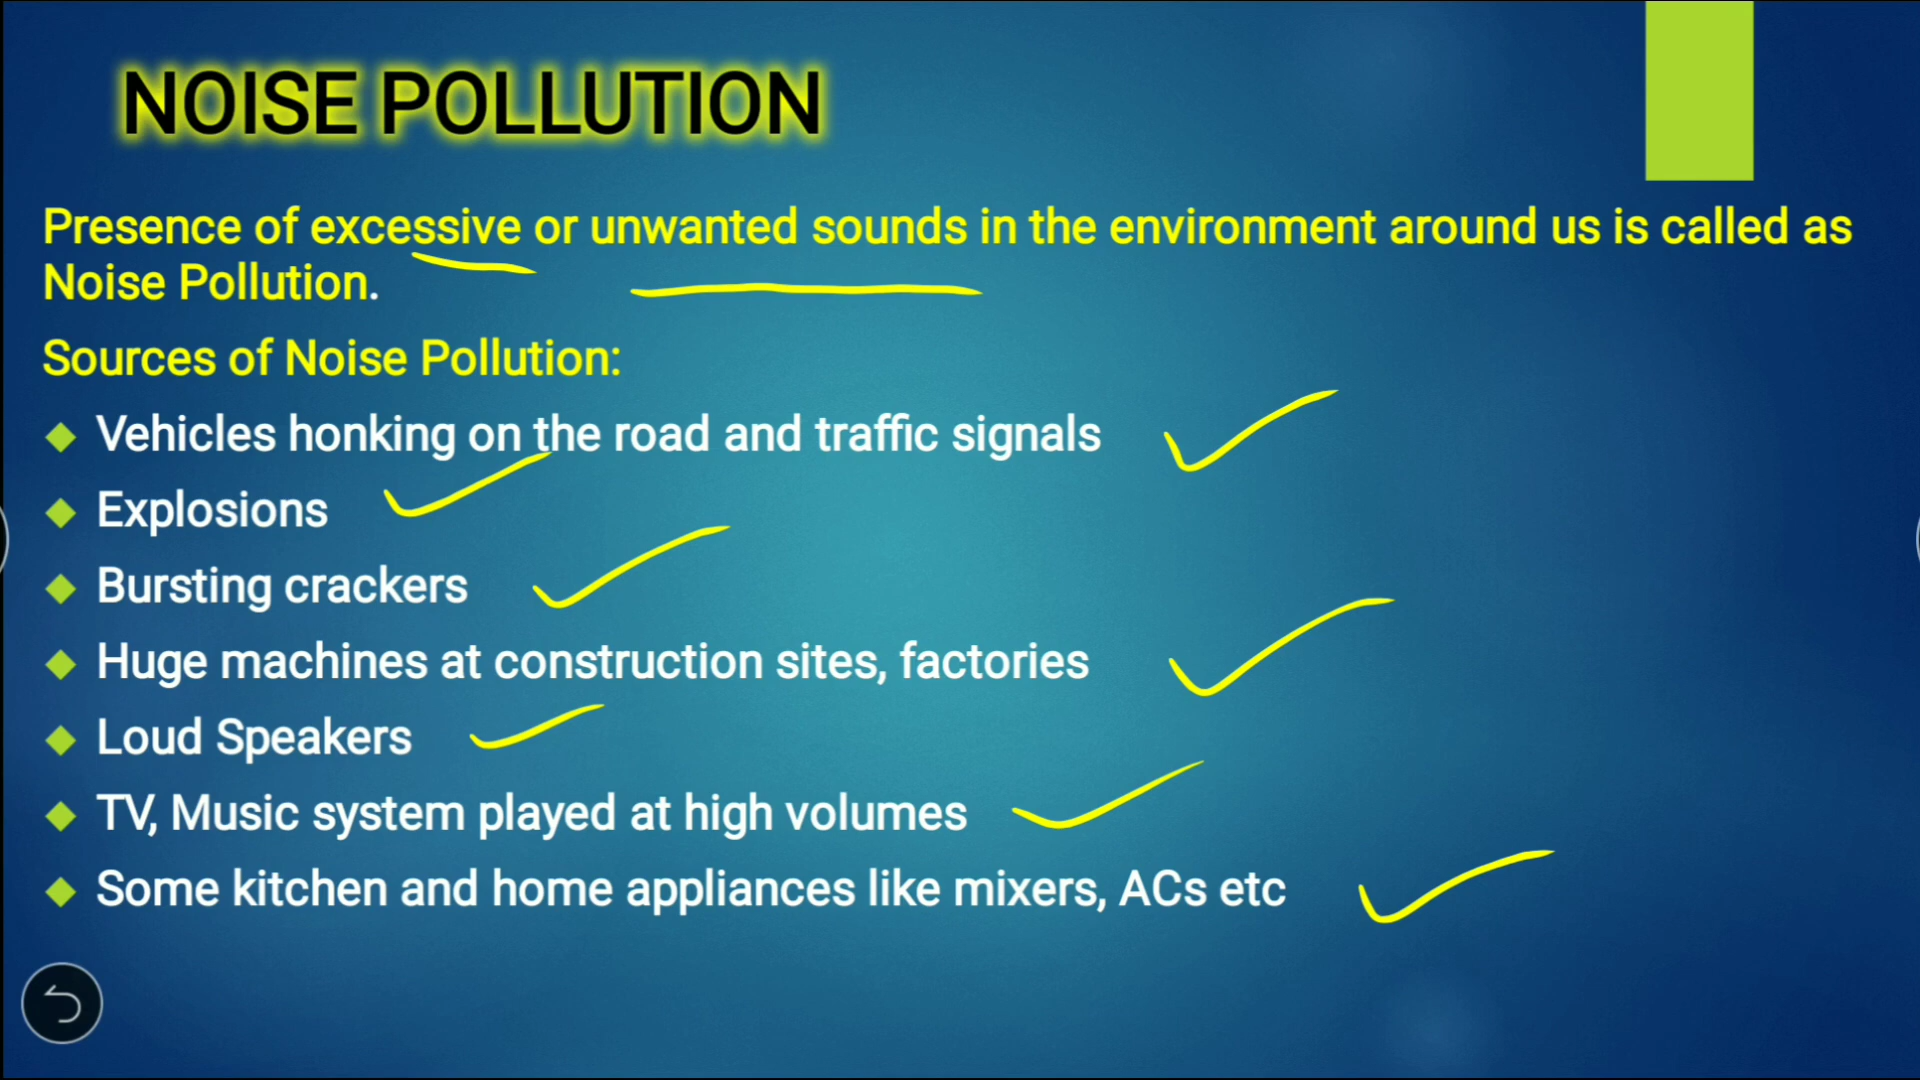 NOISE POLLUTION
Presence of excessive or unwanted sounds in the environment around us is called as
Noise Pollution.
Sources of Noise Pollution:
Vehicles honking on the road and traffic signals
Explosions
Bursting crackers
Huge machines at construction sites, factories
Loud Speakers
TV, Music system played at high volumes
Some kitchen and home appliances like mixers, ACs etc